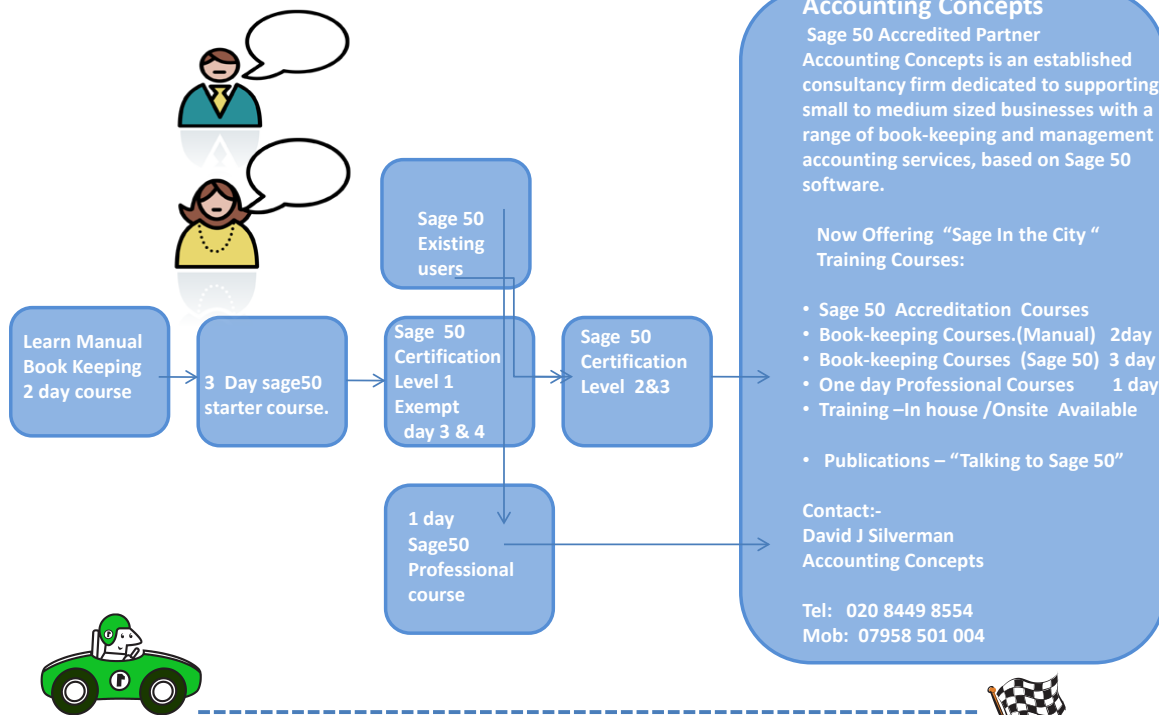 Learn Manual
Book Keeping
2 day course
3 Day sage50
starter course.
Sage 50
Existing
users
Sage 50
Certification
Level 1
Exempt
day 3 & 4
Sage 50
Certification
Level 2&3
1 day
Sage50
Professional
course
Accounting Concepts
Sage 50 Accredited Partner
Accounting Concepts is an established
consultancy firm dedicated to supporting
small to medium sized businesses with a
range of book-keeping and management
accounting services, based on Sage 50
software.
Now Offering “Sage In the City “
Training Courses:
• Sage 50 Accreditation Courses
• Book-keeping Courses.(Manual) 2day
• Book-keeping Courses (Sage 50) 3 day
• One day Professional Courses 1 day
• Training –In house /Onsite Available
• Publications – “Talking to Sage 50”
Contact:-
David J Silverman
Accounting Concepts
Tel: 020 8449 8554
Mob: 07958 501 004